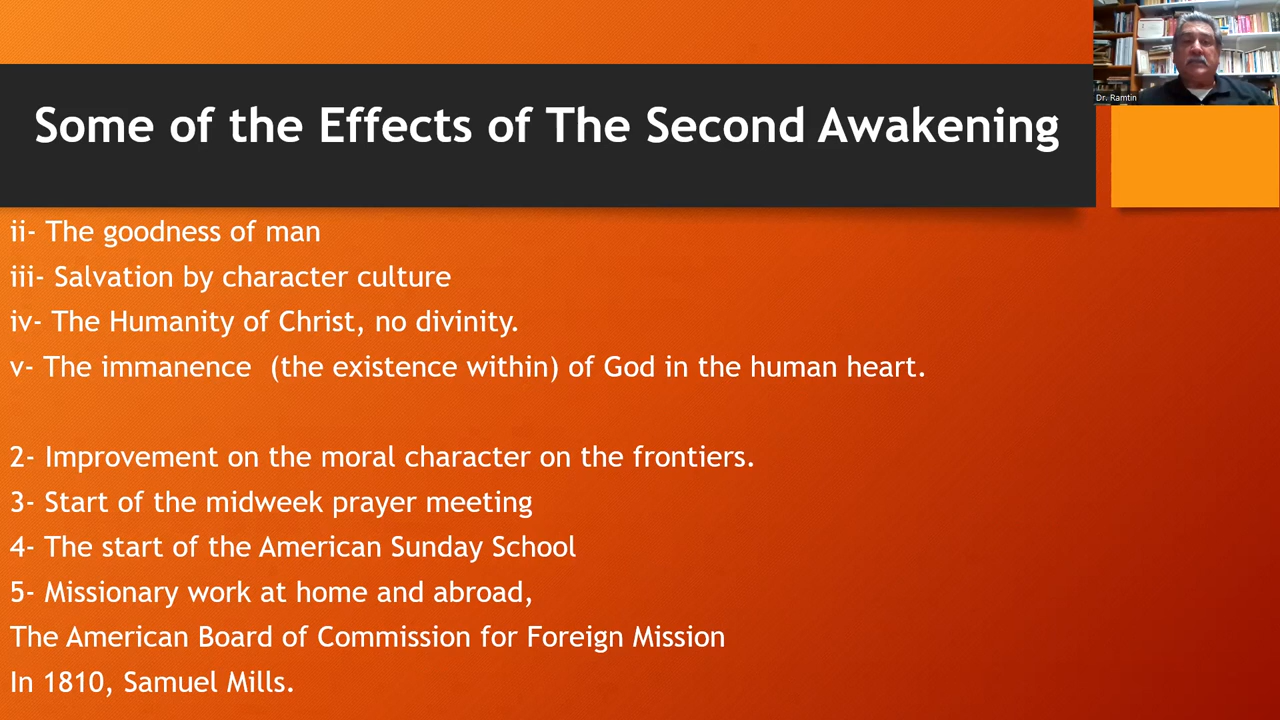 Dr. Ramtin
Some of the Effects of The Second Awakening
ii- The goodness of man
iii- Salvation by character culture
iv- The Humanity of Christ, no divinity.
v- The immanence  (the existence within) of God in the human heart.
2- Improvement on the moral character on the frontiers.
3- Start of the midweek prayer meeting
4- The start of the American Sunday School
5- Missionary work at home and abroad,
The American Board of Commission for Foreign Mission
In 1810, Samuel Mills.